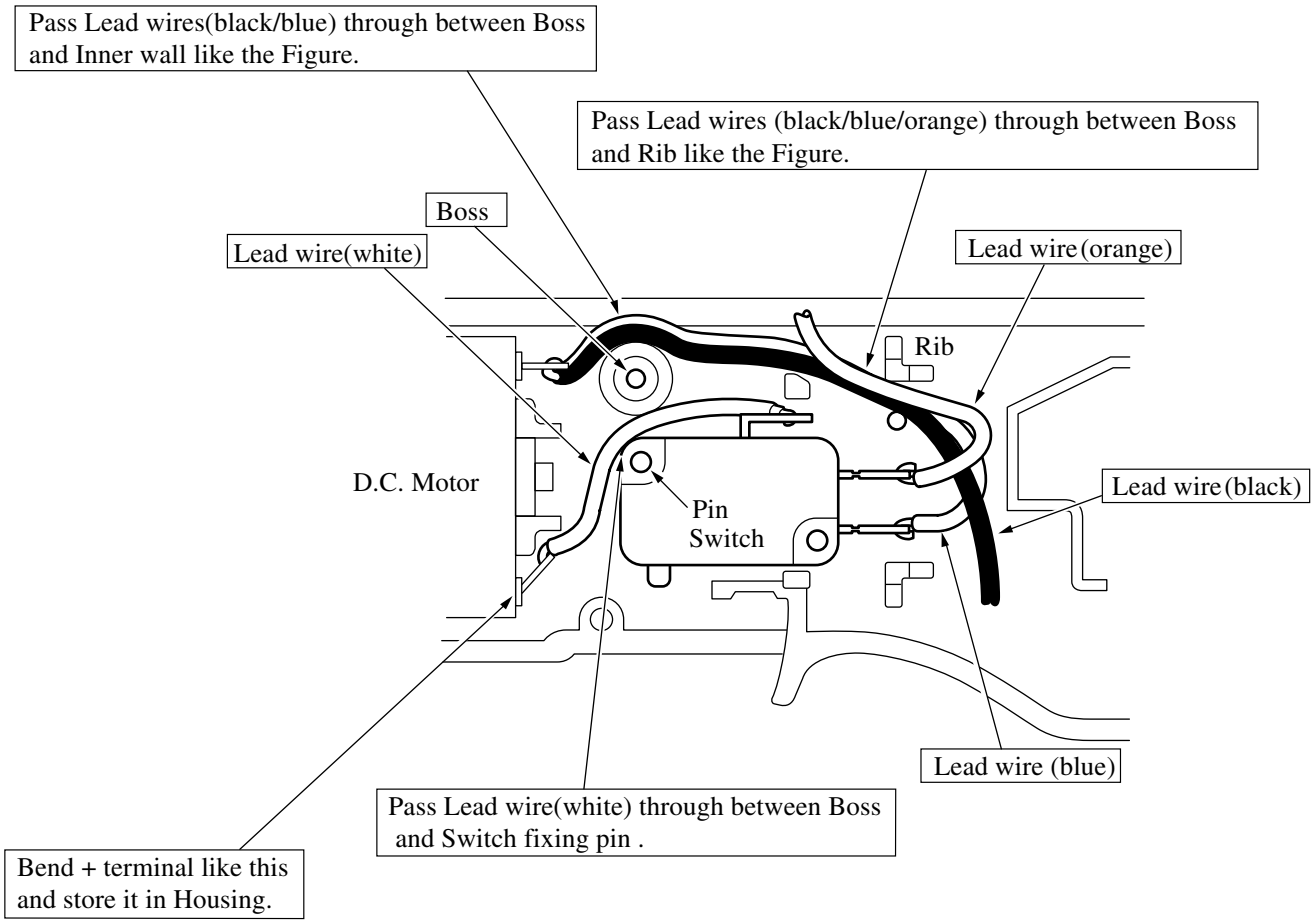 Pass Lead wires(black/blue) through between Boss
and Inner wall like the Figure.
Pass Lead wires (black/blue/orange) through between Boss
and Rib like the Figure.
Boss
Lead wire(white)
Lead wire(orange)
Rib
D.C. Motor
Lead wire(black)
Pin
Switch
Lead wire (blue)
Pass Lead wire(white) through between Boss
and Switch fixing pin .
Bend + terminal like this
and store it in Housing.